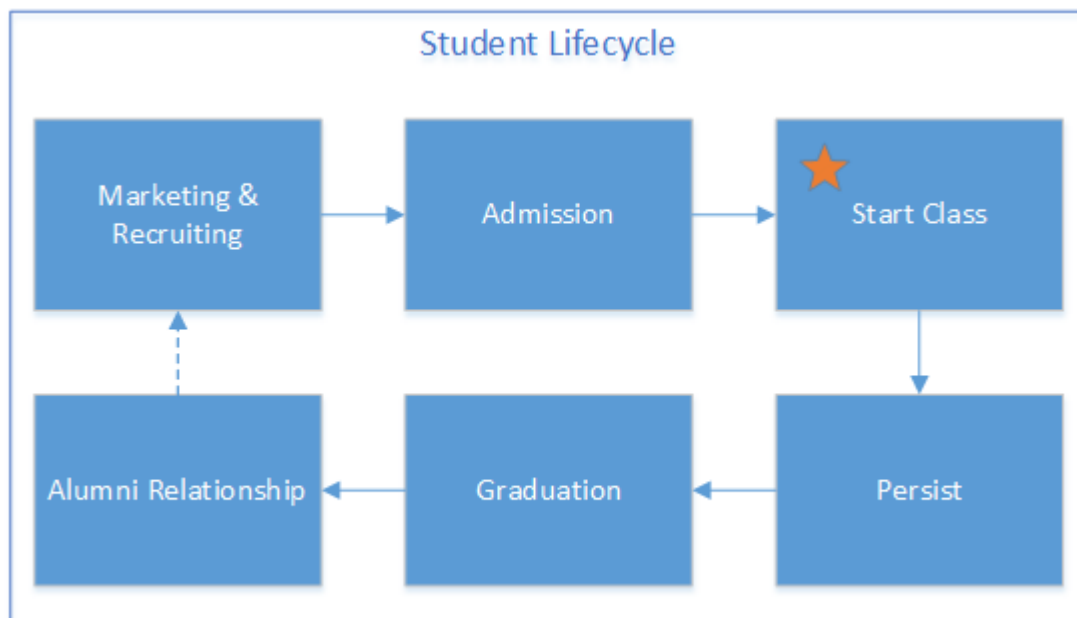 Student Lifecycle
Marketing &
Recruiting
Admission
Start Class
Alumni Relationship
Graduation
Persist